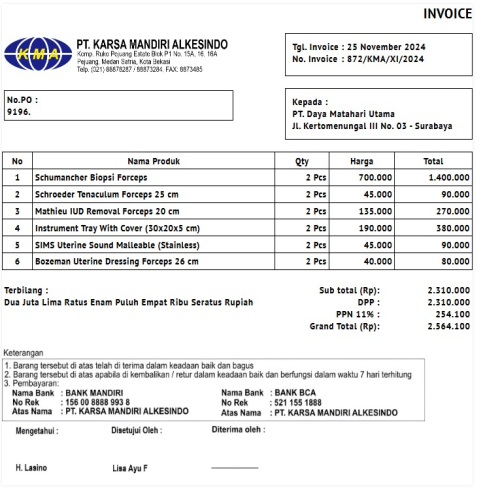 INVOICE
KMA
PT. KARSA MANDIRI ALKESINDO
Komp. Ruko Pejuang Estate Blok P1 No. 15A, 16, 16A
Pejuang, Medan Satria, Kota Bekasi
Telp. (021) 88878287 / 88873284. FAX: 8873485
Tgl. Invoice : 25 November 2024
No. Invoice : 872/KMA/XI/2024
No.PO :
9196.
Kepada :
PT. Daya Matahari Utama
Jl. Kertomenungal III No. 03 - Surabaya
No Nama Produk Qty Harga Total
1 Schumancher Biopsi Forceps 2 Pcs 700.000 1.400.000
2 Schroeder Tenaculum Forceps 25 cm 2 Pcs 45.000 90.000
3 Mathieu IUD Removal Forceps 20 cm 2 Pcs 135.000 270.000
4 Instrument Tray With Cover (30x20x5 cm) 2 Pcs 190.000 380.000
5 SIMS Uterine Sound Malleable (Stainless) 2 Pcs 45.000 90.000
6 Bozeman Uterine Dressing Forceps 26 cm 2 Pcs 40.000 80.000
Terbilang : Sub total (Rp): 2.310.000
Dua Juta Lima Ratus Enam Puluh Empat Ribu Seratus Rupiah DPP : 2.310.000
PPN 11% : 254.100
Grand Total (Rp): 2.564.100
Keterangan
1. Barang tersebut di atas telah di terima dalam keadaan baik dan bagus
2. Barang tersebut di atas apabila di kembalikan / retur dalam keadaan baik dan berfungsi dalam waktu 7 hari terhitung
3. Pembayaran:
Nama Bank : BANK MANDIRI Nama Bank : BANK BCA
No Rek : 156 00 8888 993 8 No Rek : 521 155 1888
Atas Nama : PT. KARSA MANDIRI ALKESINDO Atas Nama : PT. KARSA MANDIRI ALKESINDO
Mengetahui : Disetujui Oleh : Diterima oleh :
H. Lasino Lisa Ayu F